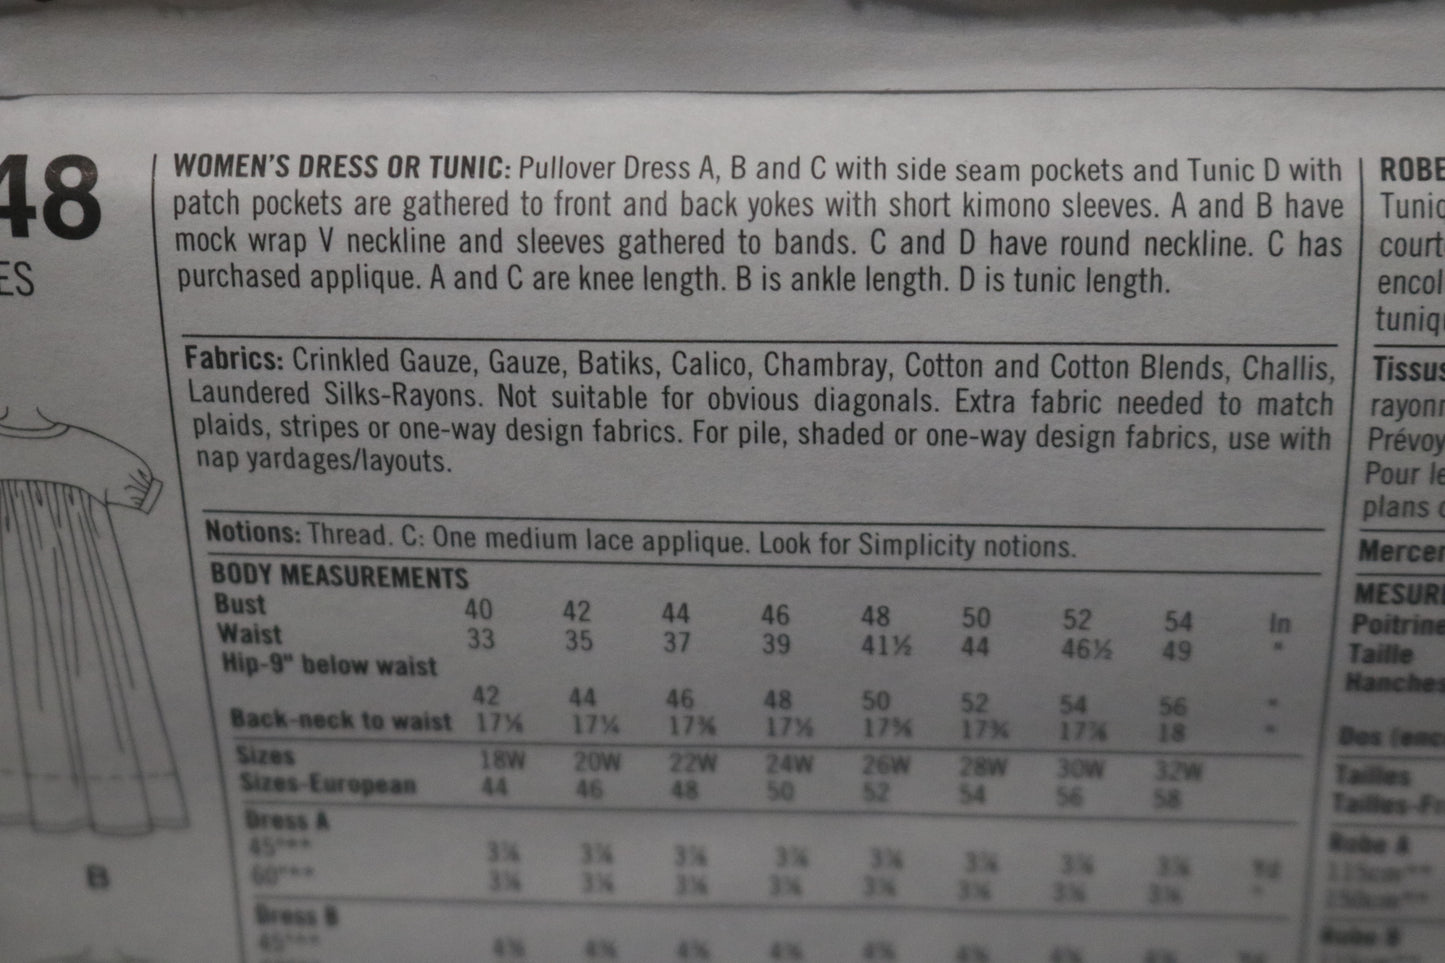 48
ES
WOMEN'S DRESS OR TUNIC: Pullover Dress A, B and C with side seam pockets and Tunic D with
patch pockets are gathered to front and back yokes with short kimono sleeves. A and B have
mock wrap V neckline and sleeves gathered to bands. C and D have round neckline. C has
purchased applique. A and C are knee length. B is ankle length. D is tunic length.
Fabrics: Crinkled Gauze, Gauze, Batiks, Calico, Chambray, Cotton and Cotton Blends, Challis,
Laundered Silks-Rayons. Not suitable for obvious diagonals. Extra fabric needed to match
plaids, stripes or one-way design fabrics. For pile, shaded or one-way design fabrics, use with
nap yardages/layouts.
Notions: Thread. C: One medium lace applique. Look for Simplicity notions.
BODY MEASUREMENTS
Bust 40 42 44 46 48 50 52 54 In
Waist 33 35 37 39 41½ 44 46½ 49 "
Hip-9" below waist
42 44 46 48 50 52 54 56 "
Back-neck to waist 18 "
Sizes 18W 20W 22W 24W 26W 28W 30W 32W
Sizes-European 44 46 48 50 52 54 56 58
Dress A
45"***
60"***
Dress B
45"***
B
ROBE
Tunic
court
encol
tuniq
Tissus
rayonn
Prévoy
Pour le
plans
Mercer
MESUR
Poitrine
Taille
Hanches
Dos (enc
Tailles
Tailles-Fr
Robe A
Robe B